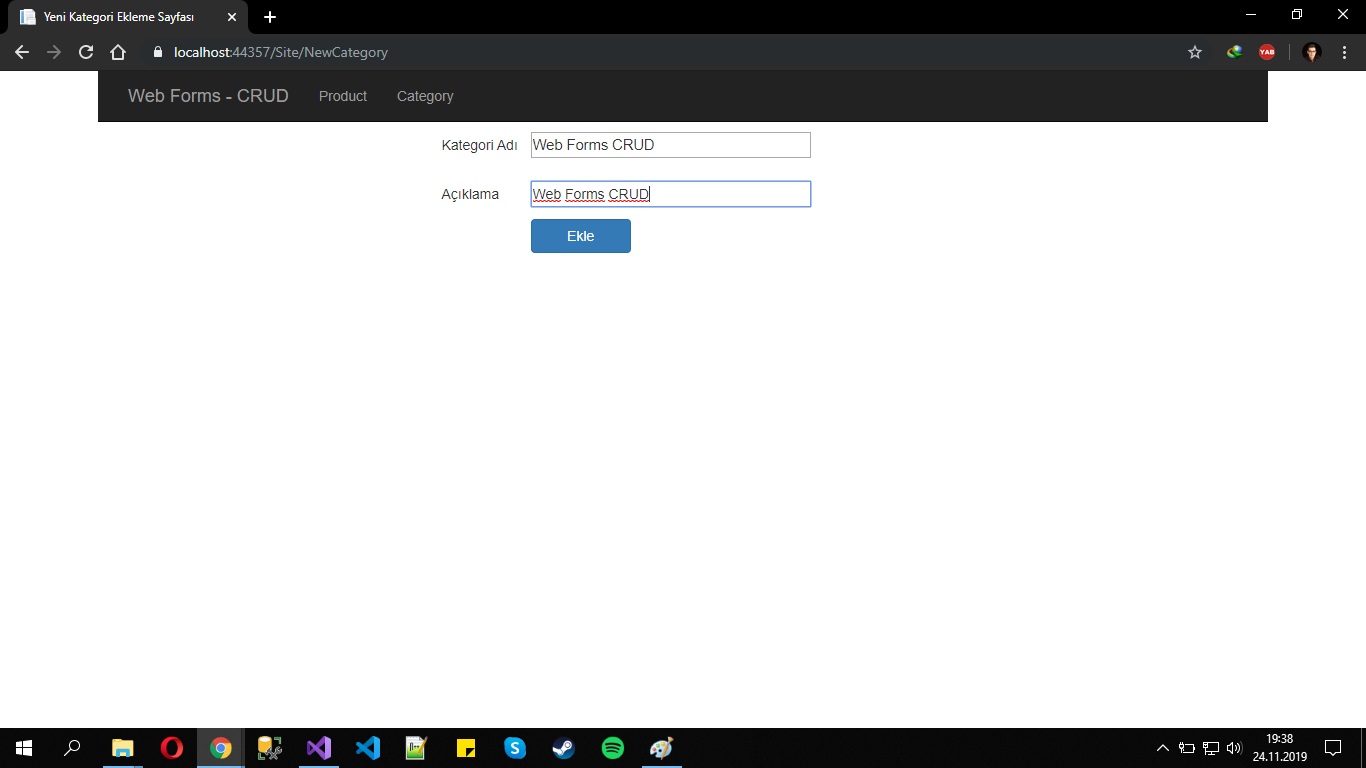 Yeni Kategori Ekleme Sayfası
localhost:44357/Site/NewCategory
YAB
Web Forms - CRUD Product Category
Kategori Adı Web Forms CRUD
Açıklama Web Forms CRUD
Ekle
19:38
24.11.2019